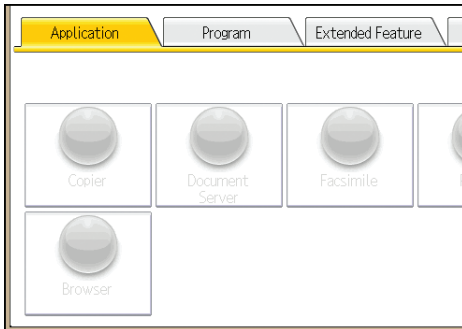 Application
Program
Extended Feature
Copier
Document
Server
Facsimile
Browser